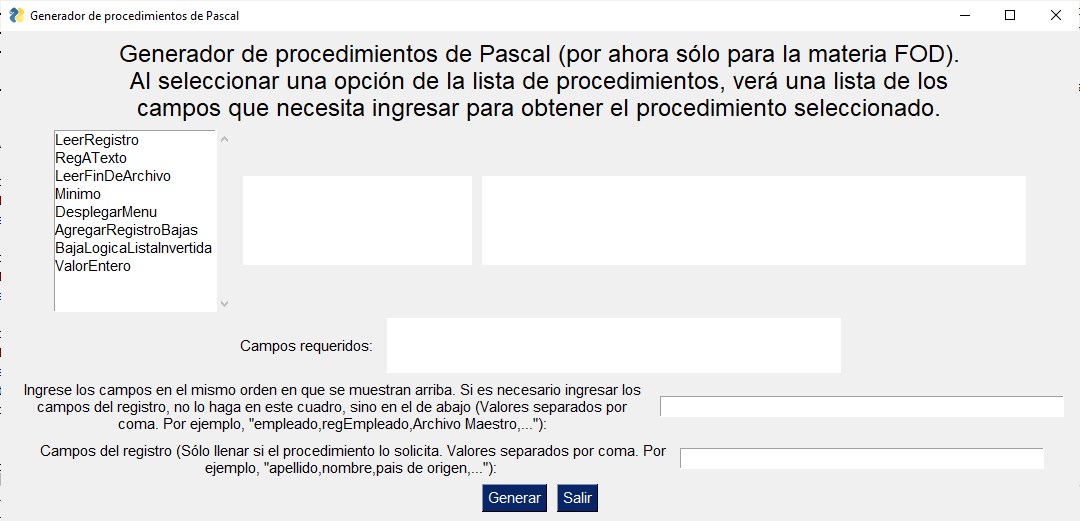 Generador de procedimientos de Pascal
Generador de procedimientos de Pascal (por ahora sólo para la materia FOD).
Al seleccionar una opción de la lista de procedimientos, verá una lista de los
campos que necesita ingresar para obtener el procedimiento seleccionado.
LeerRegistro
RegATexto
LeerFinDeArchivo
Minimo
DesplegarMenu
AgregarRegistroBajas
BajaLogicaListaInvertida
ValorEntero
Campos requeridos:
Ingrese los campos en el mismo orden en que se muestran arriba. Si es necesario ingresar los
campos del registro, no lo haga en este cuadro, sino en el de abajo (Valores separados por
coma. Por ejemplo, "empleado,regEmpleado,Archivo Maestro,..."):
Campos del registro (Sólo llenar si el procedimiento lo solicita. Valores separados por coma. Por
ejemplo, "apellido,nombre,pais de origen,..."):
Generar Salir